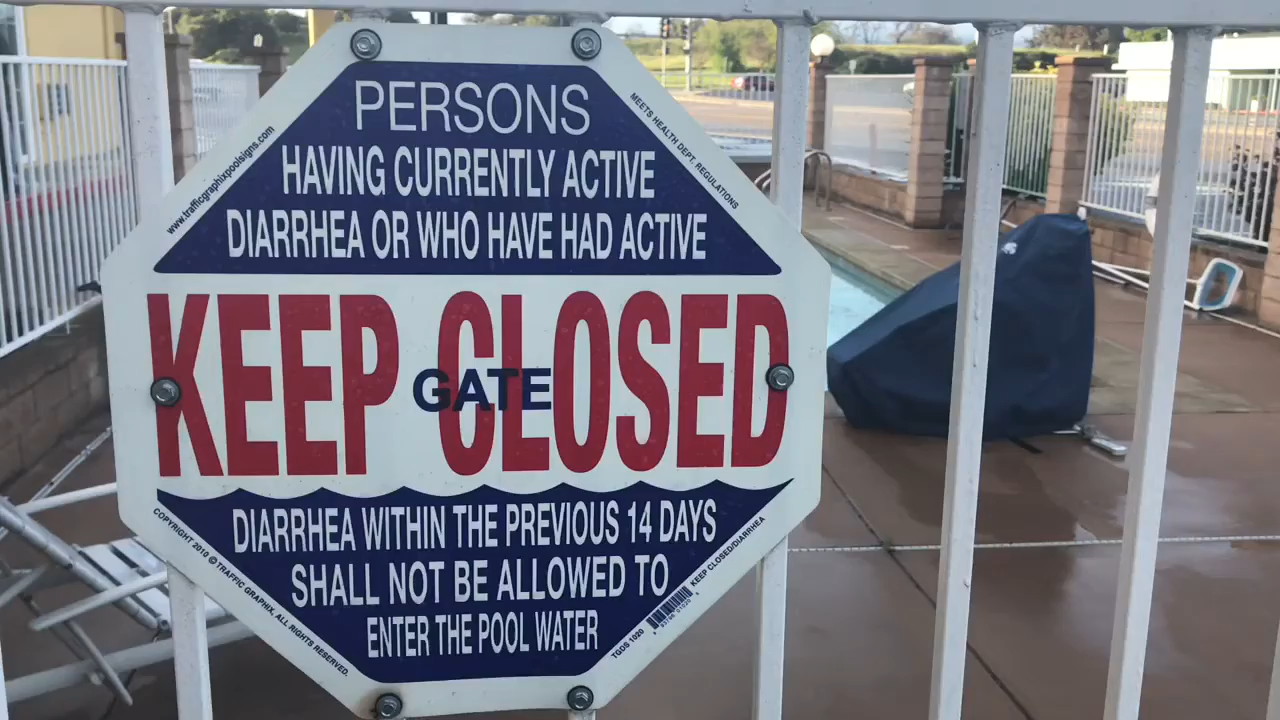 PERSONS
HAVING CURRENTLY ACTIVE
DIARRHEA OR WHO HAVE HAD ACTIVE
www.trafficgraphixpoolsigns.com
MEETS HEALTH DEPT. REGULATIONS
KEEP CLOSED
GATE
DIARRHEA WITHIN THE PREVIOUS 14 DAYS
SHALL NOT BE ALLOWED TO
ENTER THE POOL WATER
COPYRIGHT 2010 © TRAFFIC GRAPHIX, ALL RIGHTS RESERVED.
TGDS 1020 KEEP CLOSED/DIARRHEA